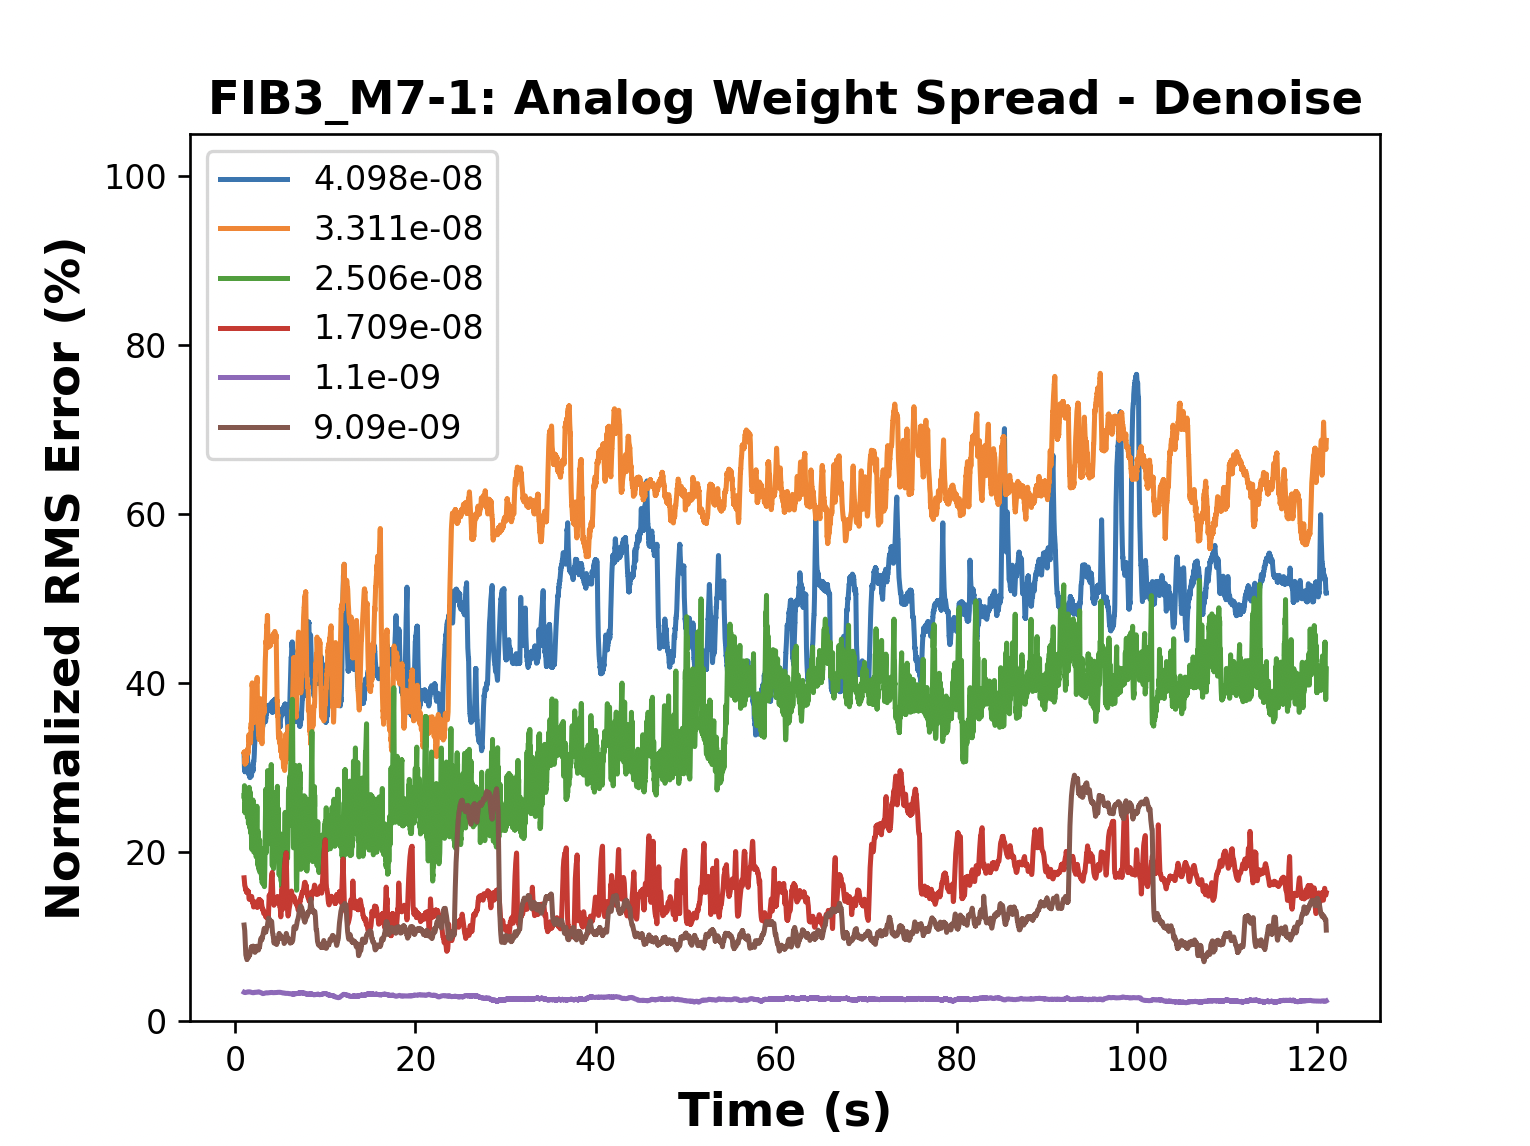 FIB3_M7-1: Analog Weight Spread - Denoise
100
80
60
40
20
0
Normalized RMS Error (%)
4.098e-08
3.311e-08
2.506e-08
1.709e-08
1.1e-09
9.09e-09
0 20 40 60 80 100 120
Time (s)